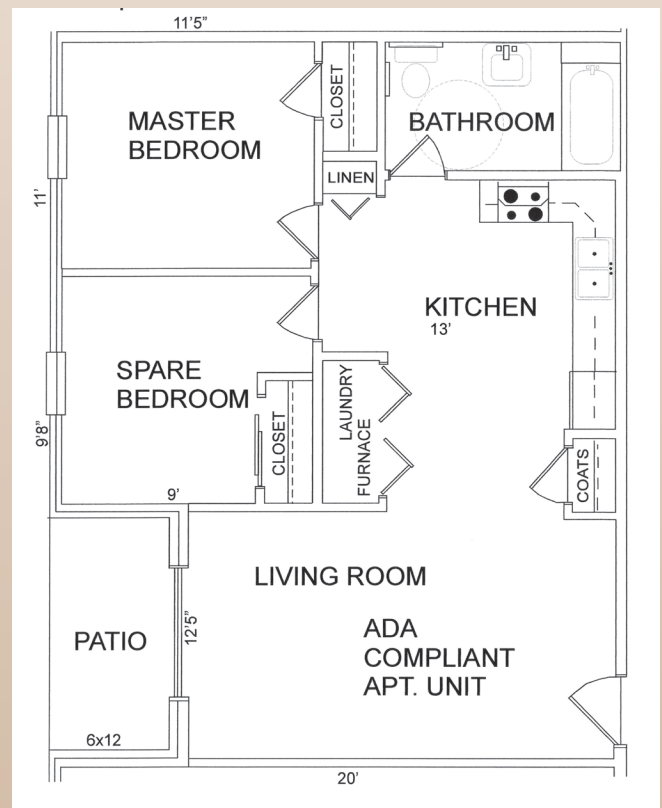 11'5"
CLOSET
MASTER
BEDROOM
BATHROOM
LINEN
11'
KITCHEN
13'
SPARE
BEDROOM
LAUNDRY
FURNACE
CLOSET
9'8"
COATS
9'
LIVING ROOM
12'5"
PATIO
ADA
COMPLIANT
APT. UNIT
6x12
20'